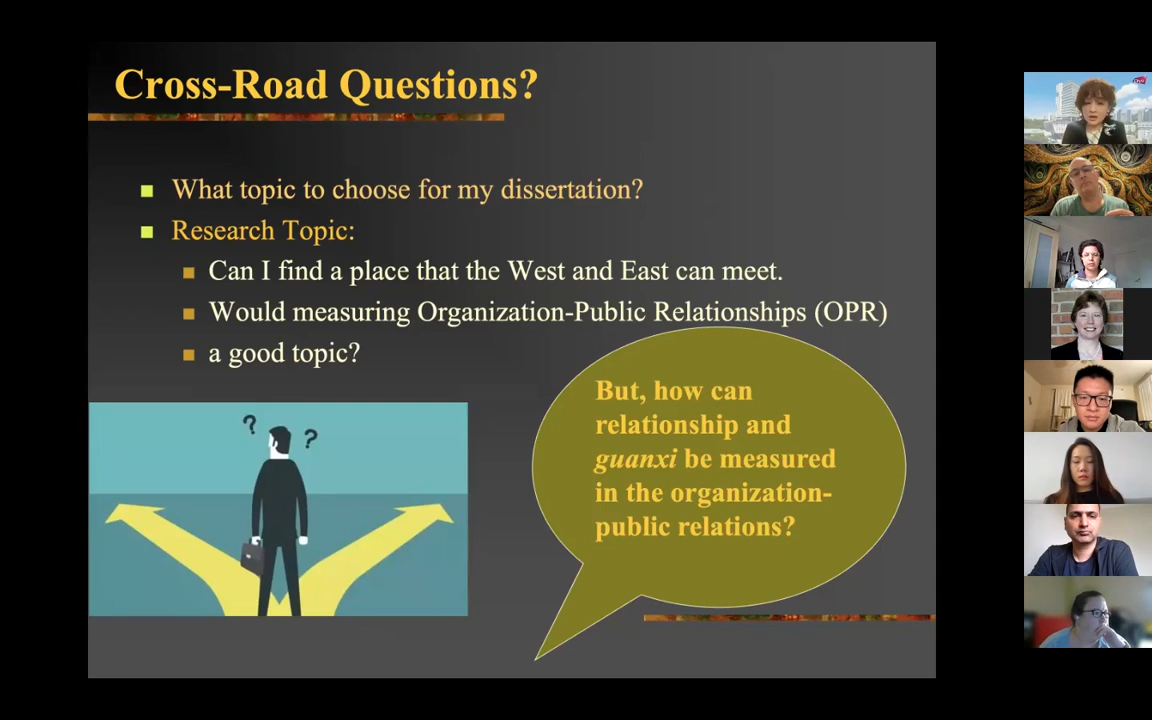 Cross-Road Questions?
What topic to choose for my dissertation?
Research Topic:
Can I find a place that the West and East can meet.
Would measuring Organization-Public Relationships (OPR)
a good topic?
? ?
But, how can
relationship and
guanxi be measured
in the organization-
public relations?